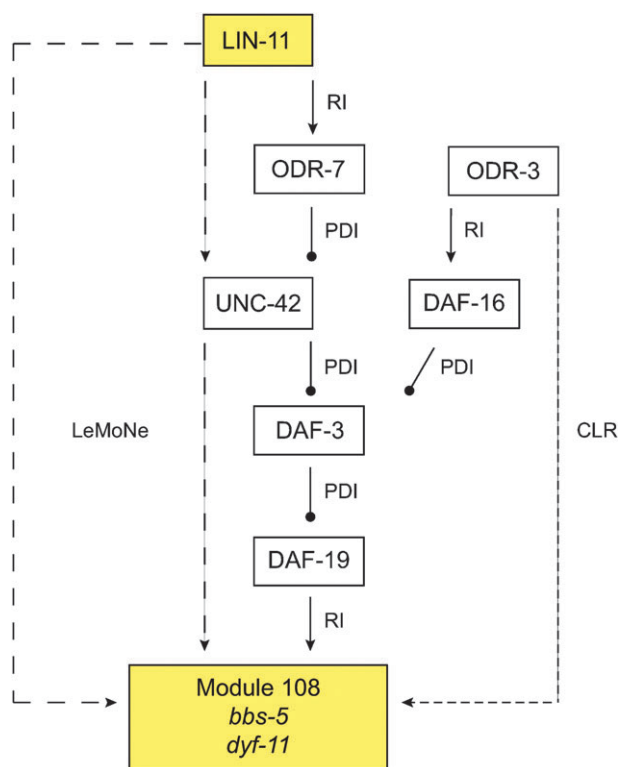 LIN-11
RI
ODR-7
ODR-3
PDI
RI
UNC-42
DAF-16
PDI
PDI
LeMoNe
DAF-3
CLR
PDI
DAF-19
RI
Module 108
bbs-5
dyf-11